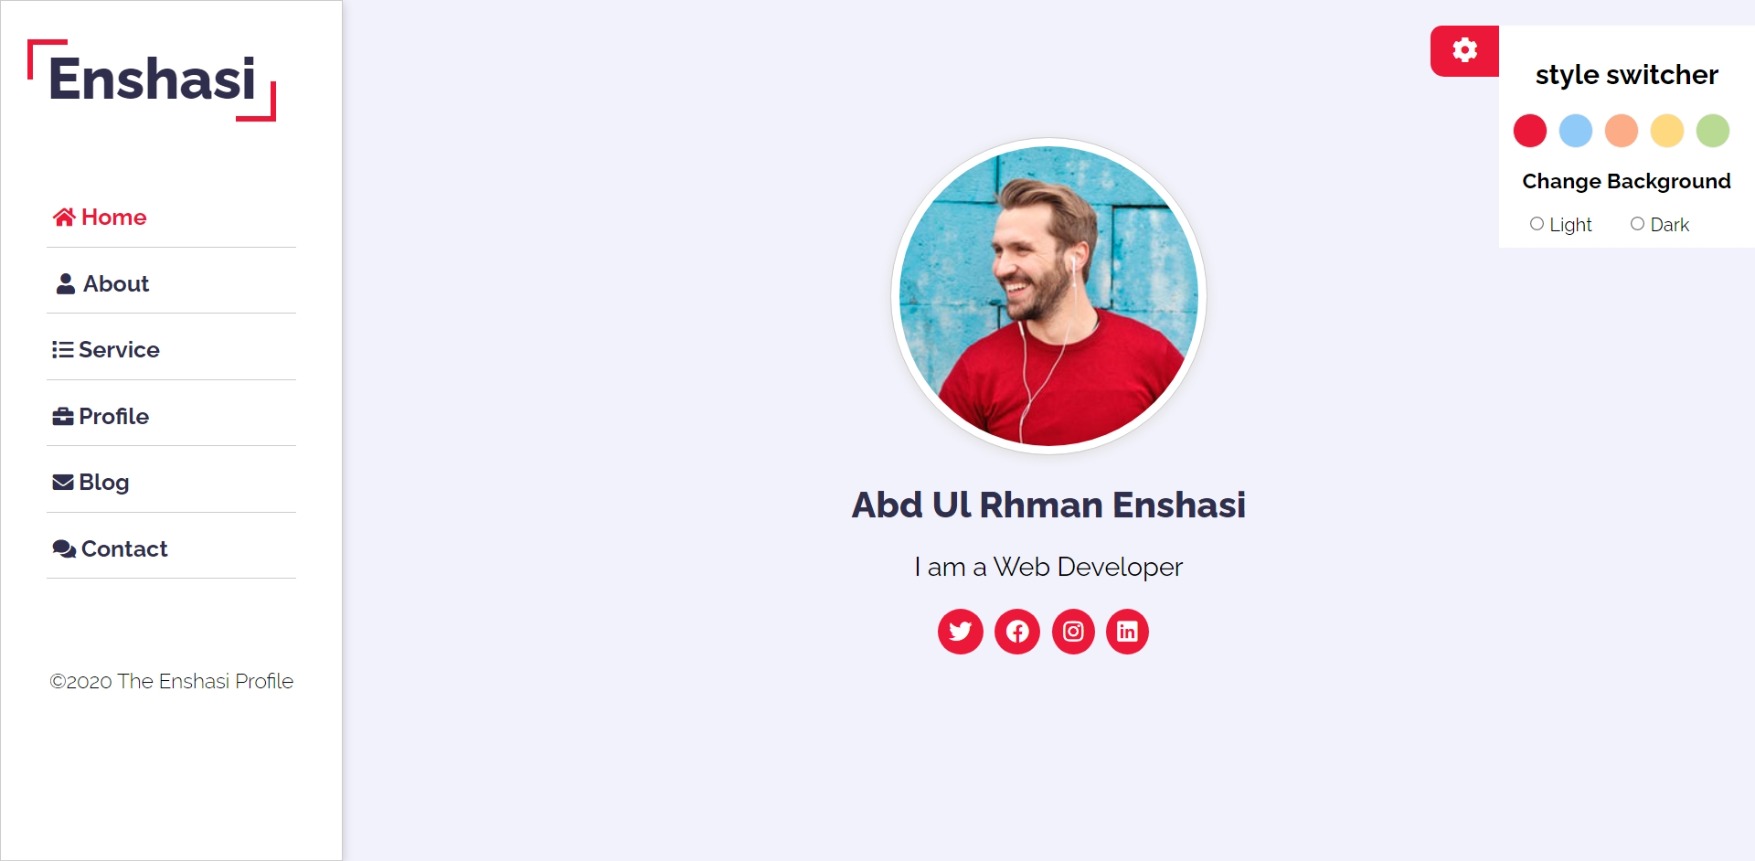 Enshasi
Home
About
Service
Profile
Blog
Contact
©2020 The Enshasi Profile
Abd Ul Rhman Enshasi
I am a Web Developer
style switcher
Change Background
Light Dark